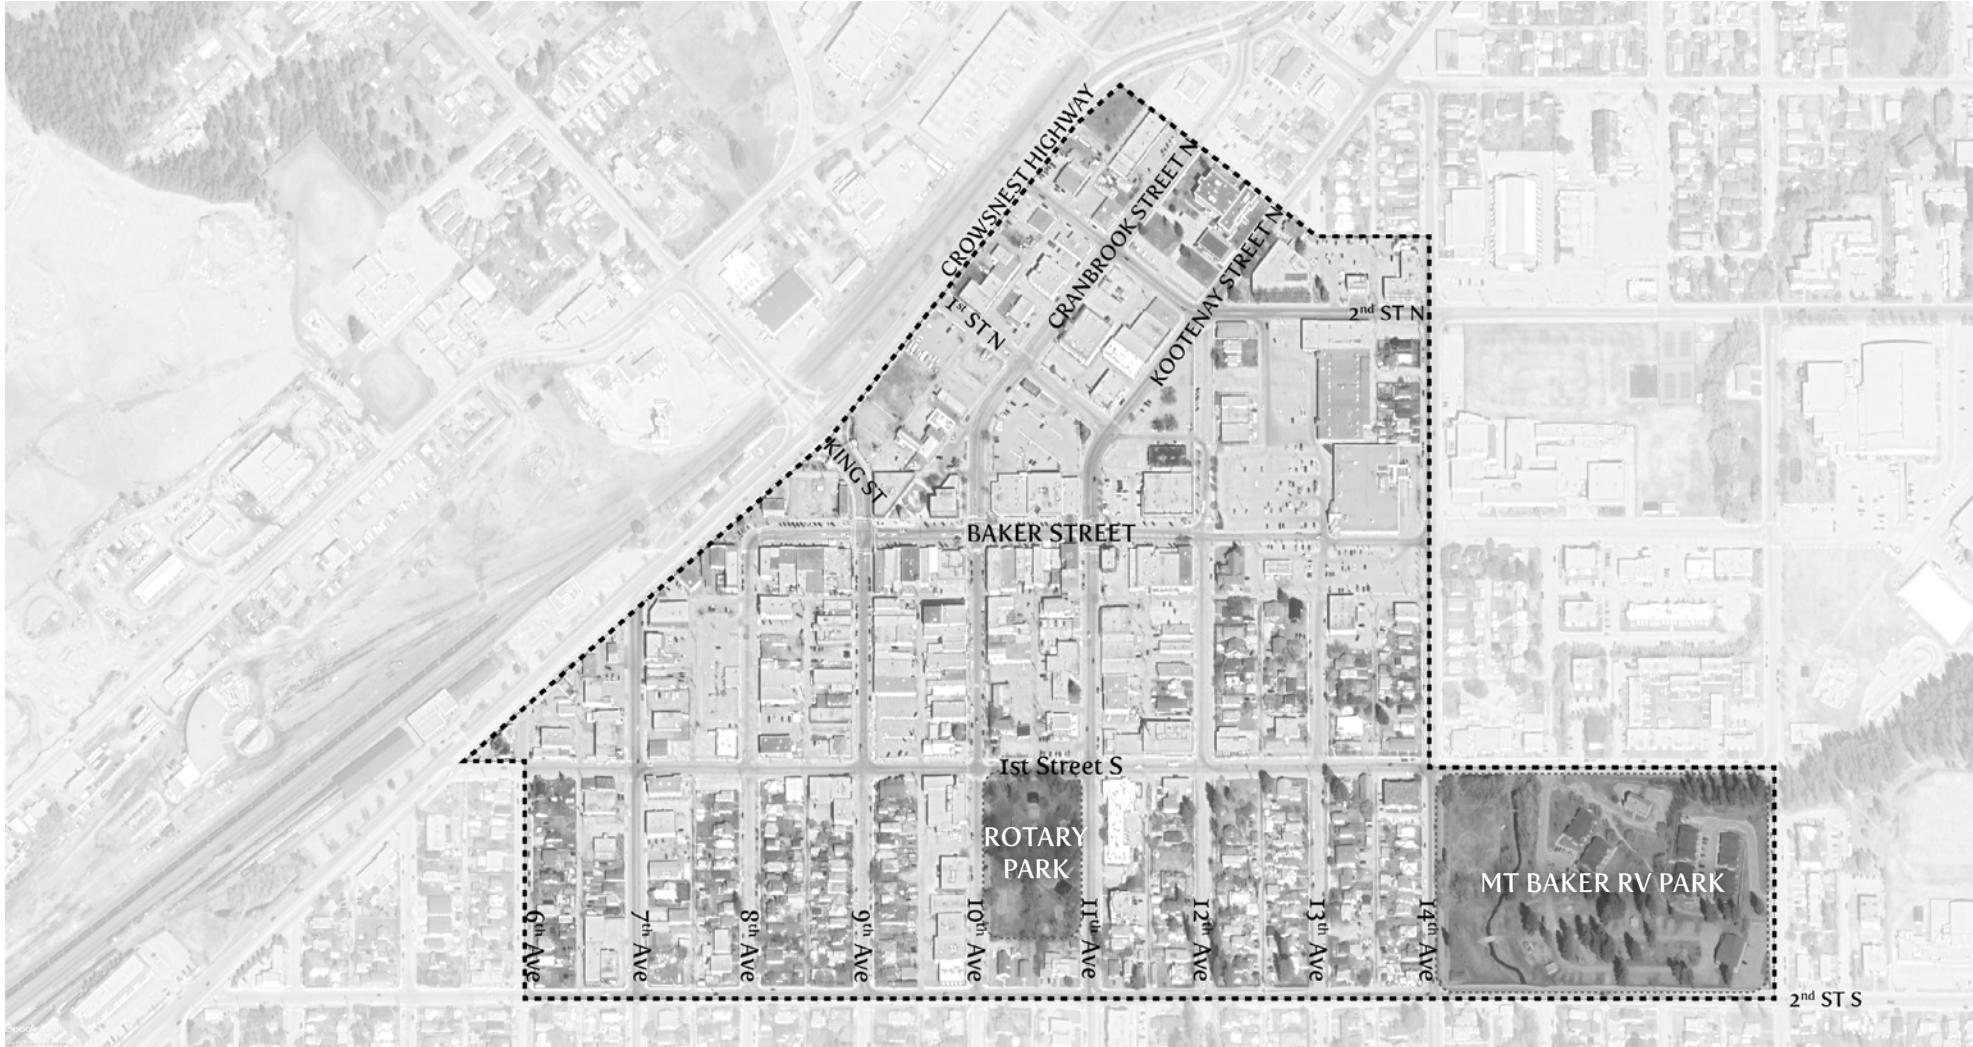 CROWSNEST HIGHWAY
CRANBROOK STREET N
KOOTENAY STREET N
1st ST N
2nd ST N
KING ST
BAKER STREET
1st Street S
ROTARY
PARK
MT BAKER RV PARK
6th Ave
7th Ave
8th Ave
9th Ave
10th Ave
11th Ave
12th Ave
13th Ave
14th Ave
2nd ST S